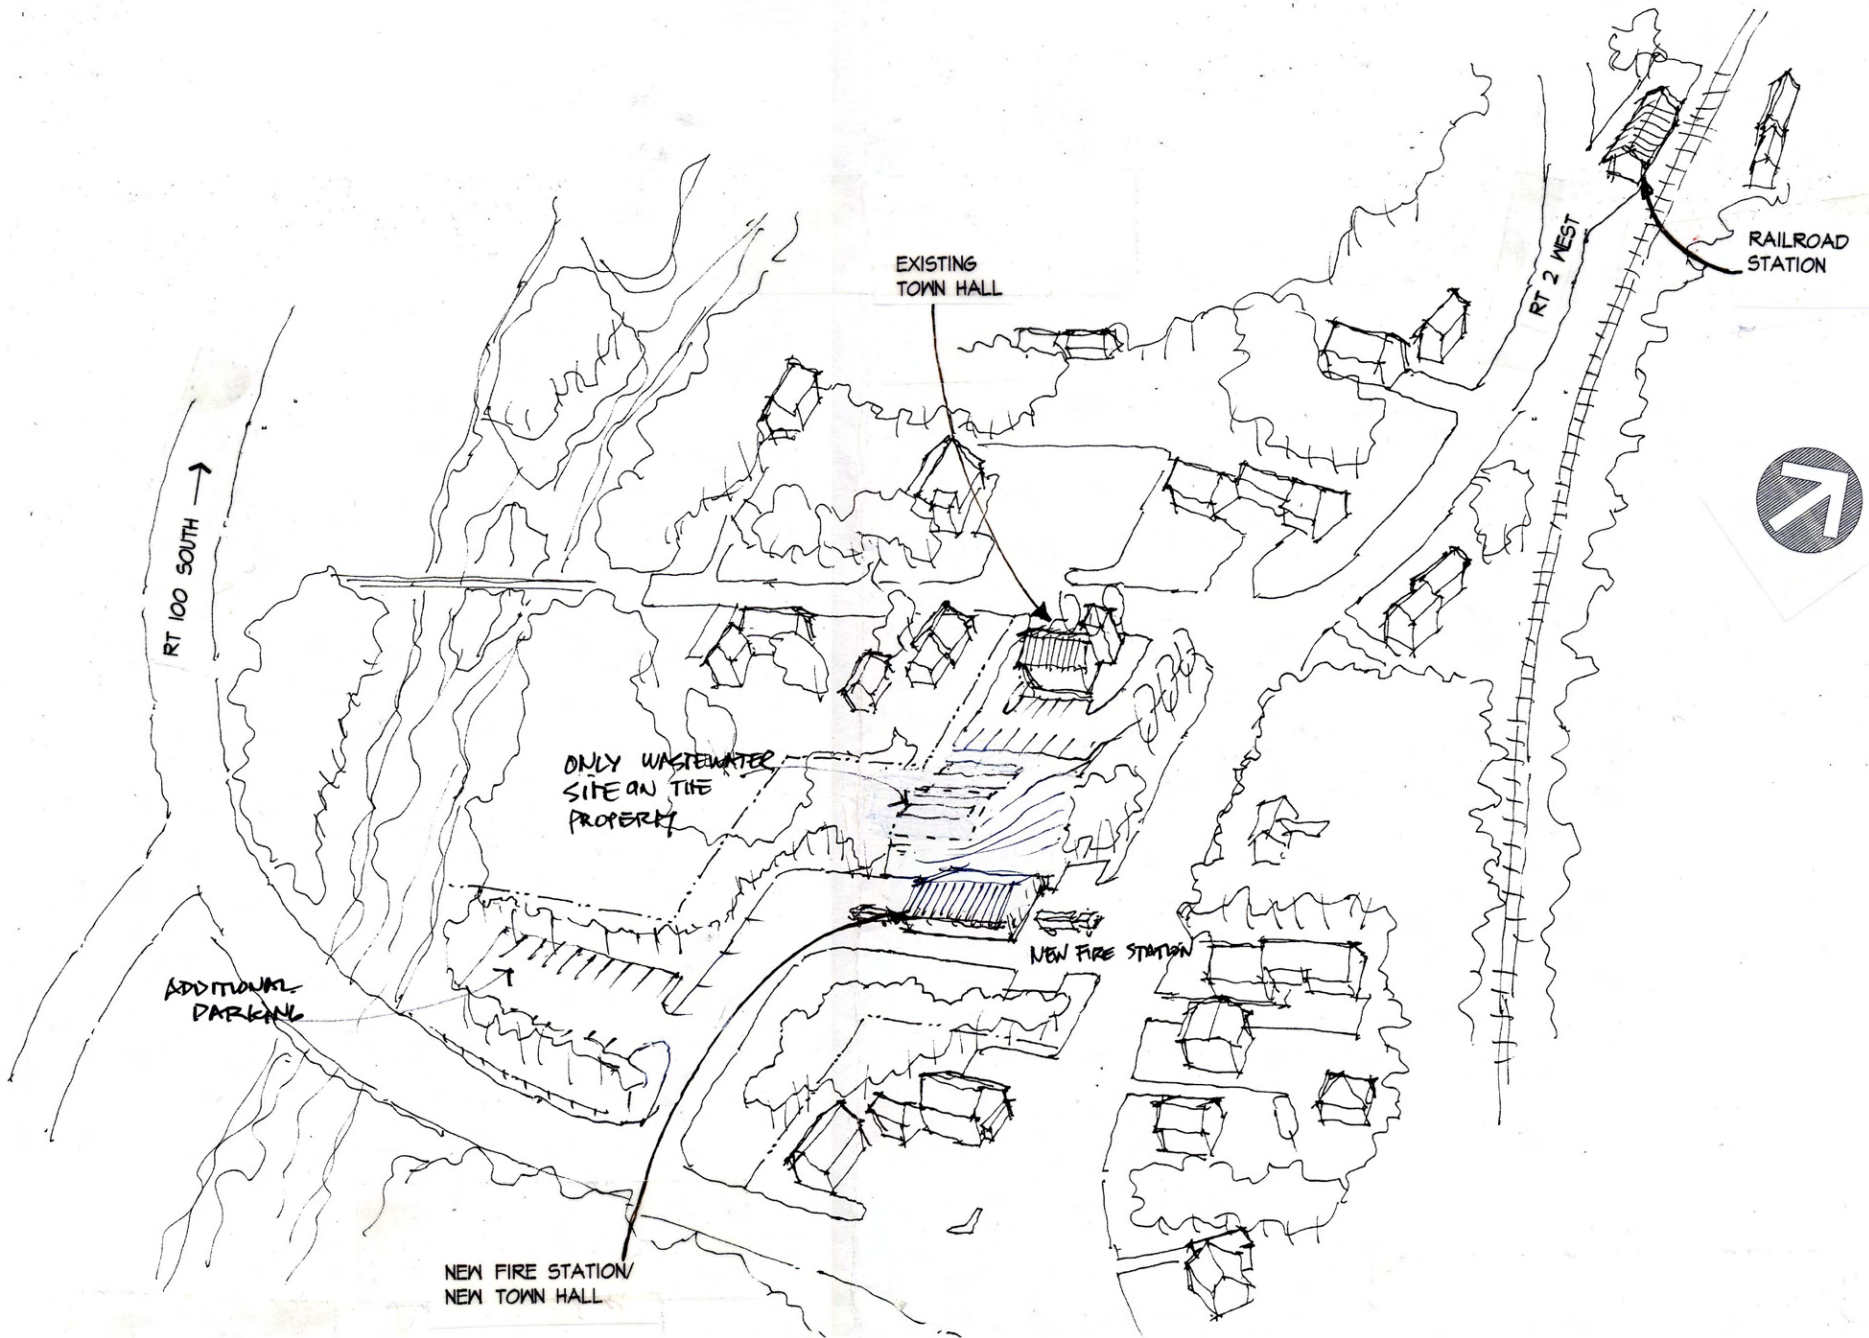 RAILROAD
STATION
RT 2 WEST
EXISTING
TOWN HALL
RT 100 SOUTH
ONLY WASTEWATER
SITE ON THE
PROPERTY
NEW FIRE STATION
ADDITIONAL
PARKING
NEW FIRE STATION/
NEW TOWN HALL